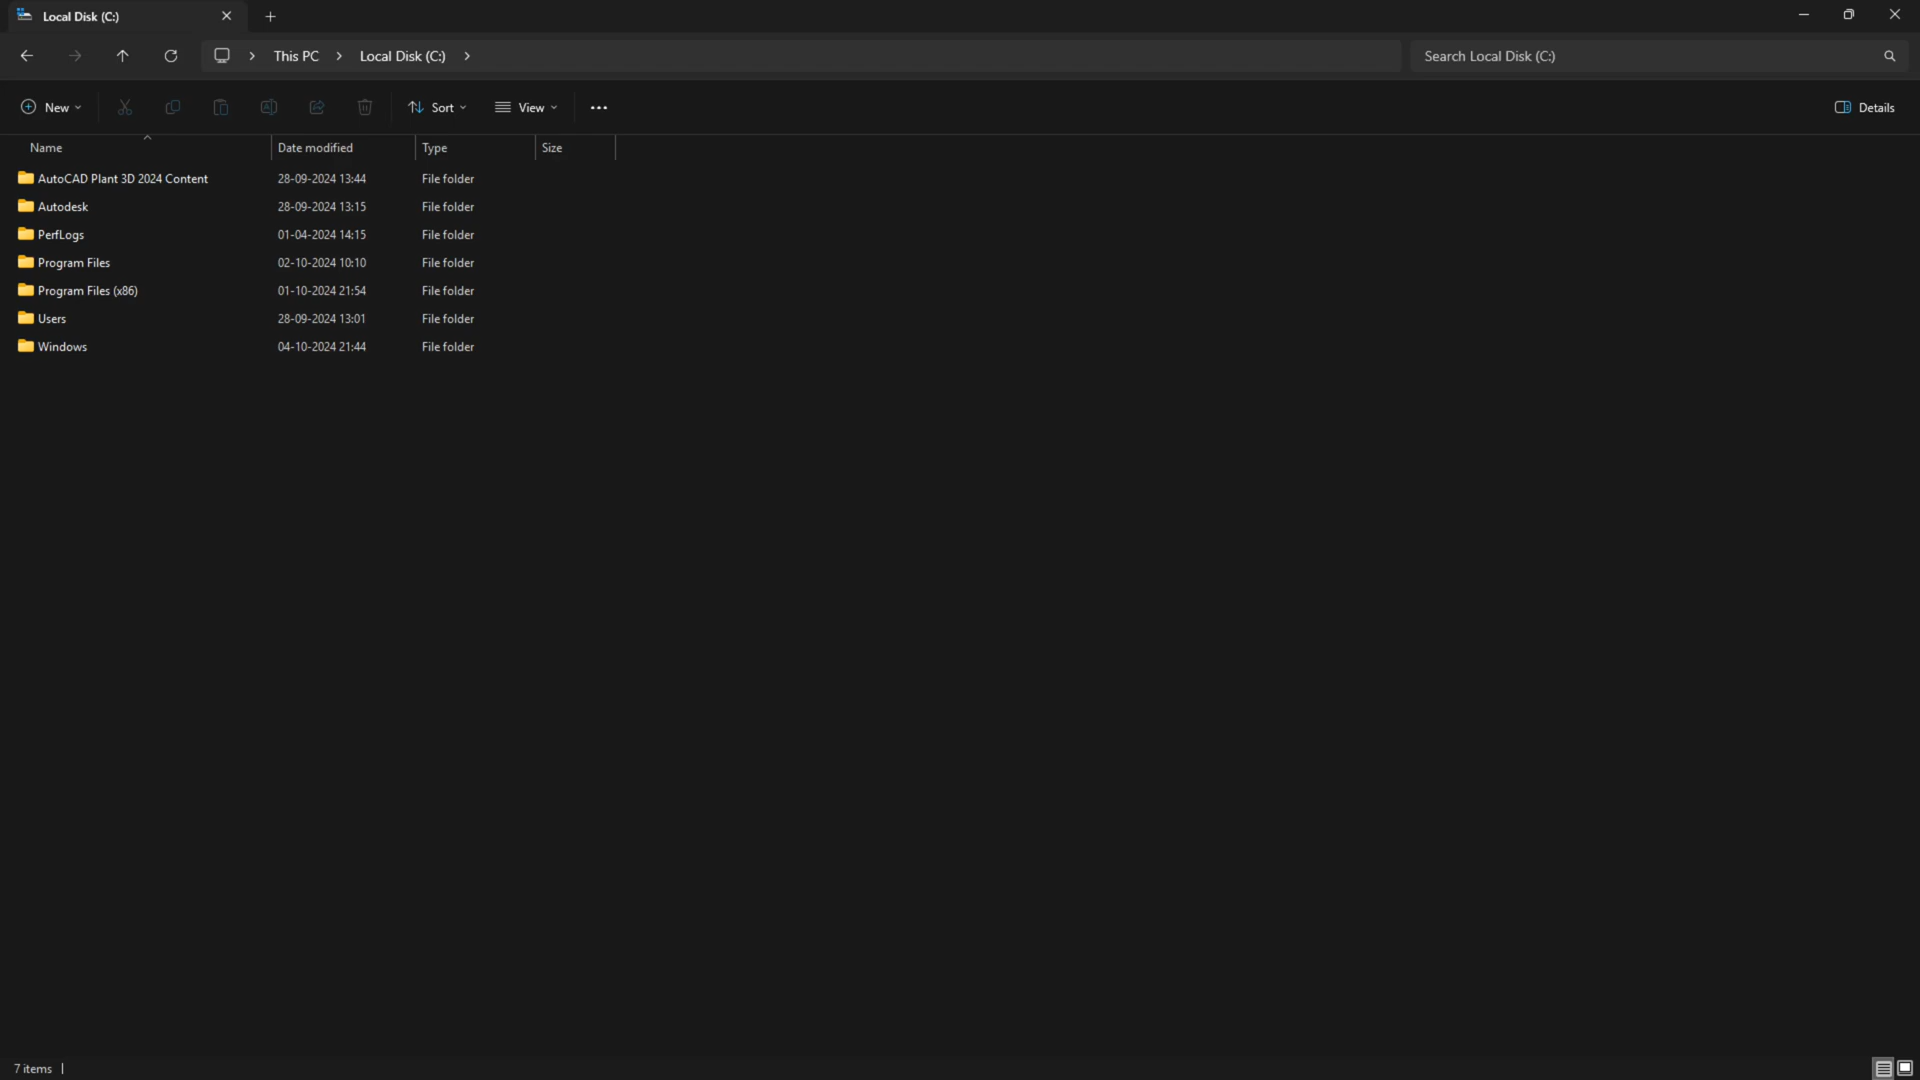 Local Disk (C:)
This PC > Local Disk (C:) >
Search Local Disk (C:)
New
Sort
View
Details
Name Date modified Type Size
AutoCAD Plant 3D 2024 Content 28-09-2024 13:44 File folder
Autodesk 28-09-2024 13:15 File folder
PerfLogs 01-04-2024 14:15 File folder
Program Files 02-10-2024 10:10 File folder
Program Files (x86) 01-10-2024 21:54 File folder
Users 28-09-2024 13:01 File folder
Windows 04-10-2024 21:44 File folder
7 items